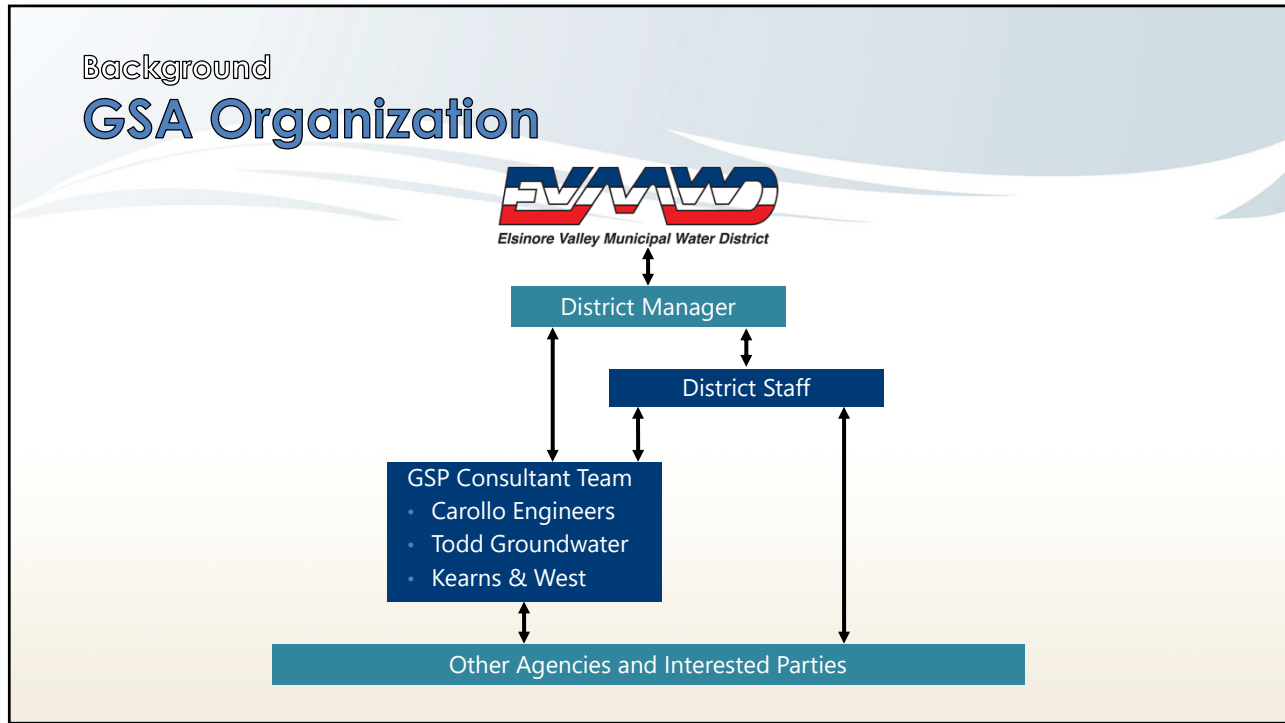 Background
GSA Organization
EVMWD
Elsinore Valley Municipal Water District
District Manager
District Staff
GSP Consultant Team
• Carollo Engineers
• Todd Groundwater
• Kearns & West
Other Agencies and Interested Parties